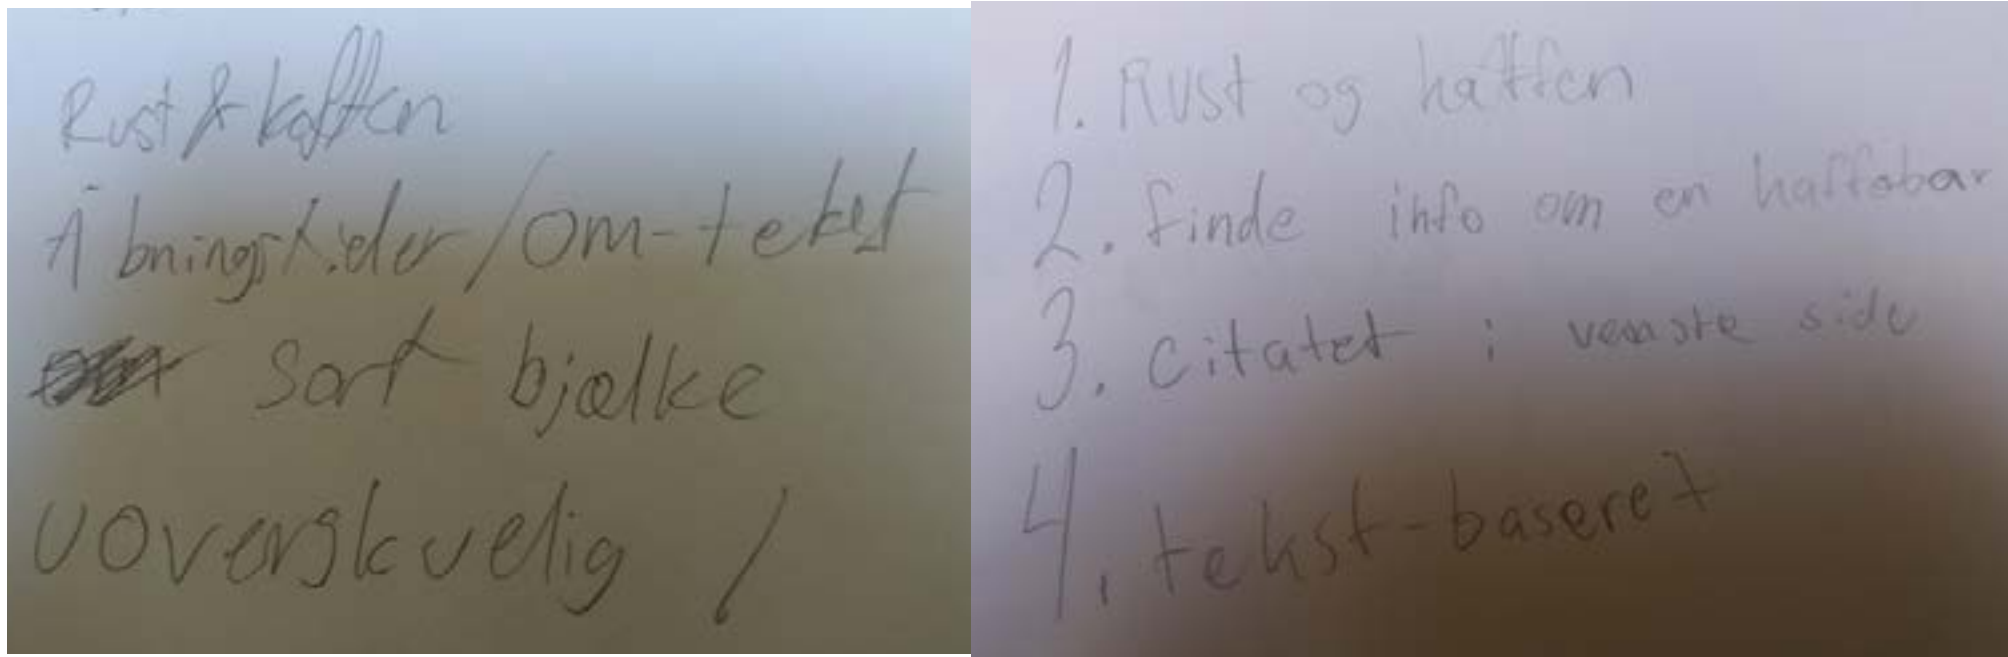 Rust & kaffen
Åbningstider / Om-tekst
Sort bjælke
Uoverskuelig /
1. Rust og kaffen
2. finde info om en kaffebar
3. Citatet i venste side
4. tekst-baseret